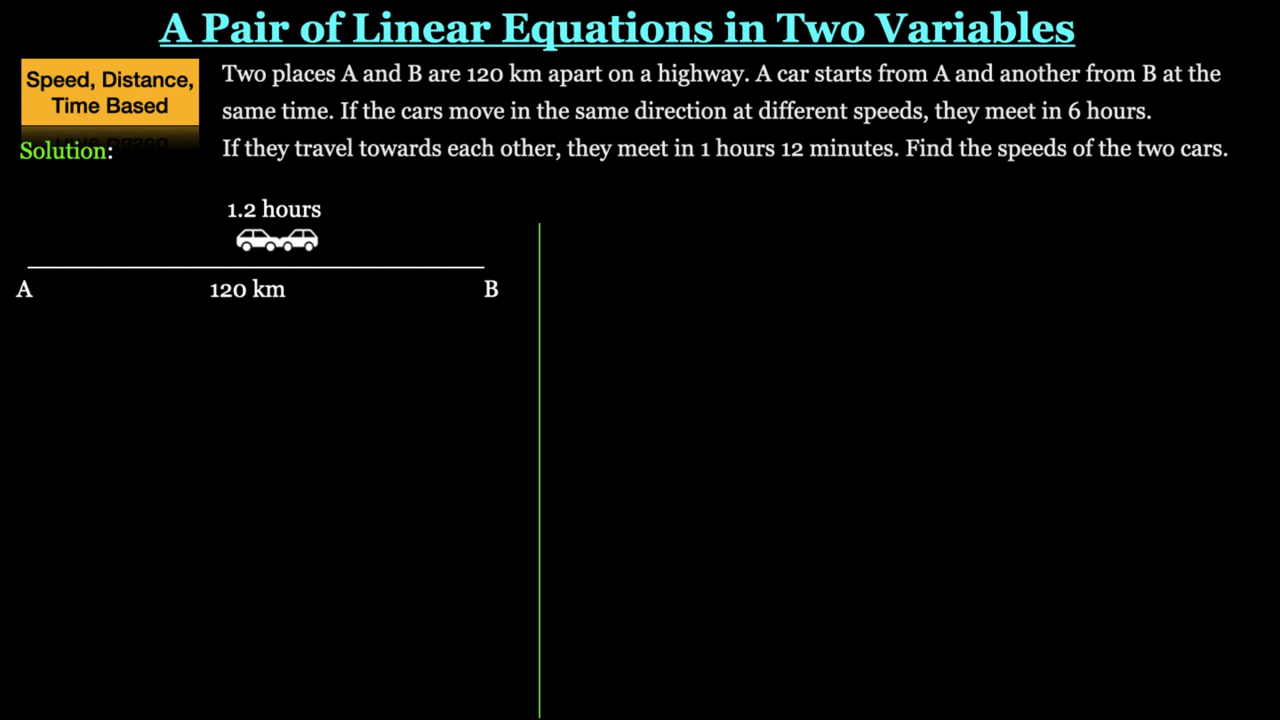 A Pair of Linear Equations in Two Variables
Speed, Distance,
Time Based
Two places A and B are 120 km apart on a highway. A car starts from A and another from B at the
same time. If the cars move in the same direction at different speeds, they meet in 6 hours.
If they travel towards each other, they meet in 1 hours 12 minutes. Find the speeds of the two cars.
Solution:
1.2 hours
A 120 km B